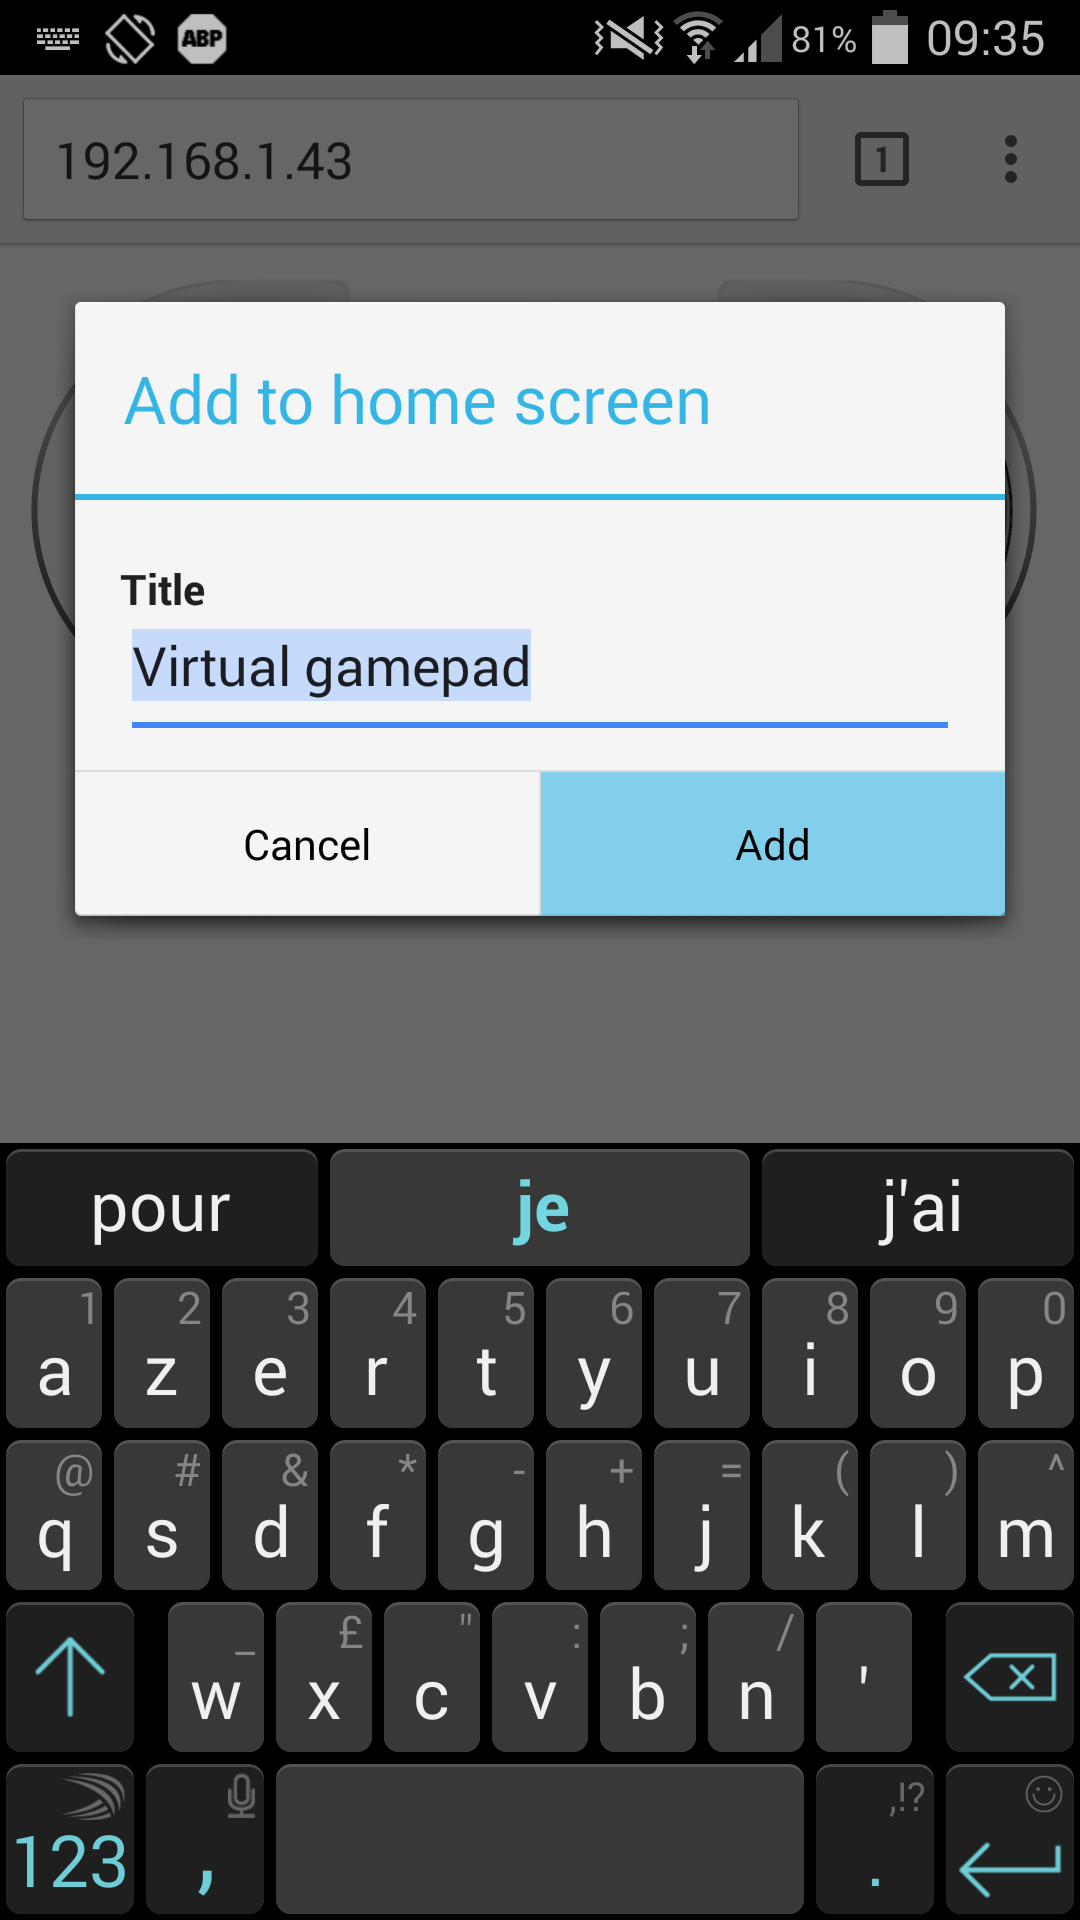 ABP 81% 09:35
192.168.1.43 1
Add to home screen
Title
Virtual gamepad
Cancel Add
pour je j'ai
1 2 3 4 5 6 7 8 9 0
a z e r t y u i o p
@ # & * - + = ( ) ^
q s d f g h j k l m
_ £ " : ; /
w x c v b n '
,!?
123 , .